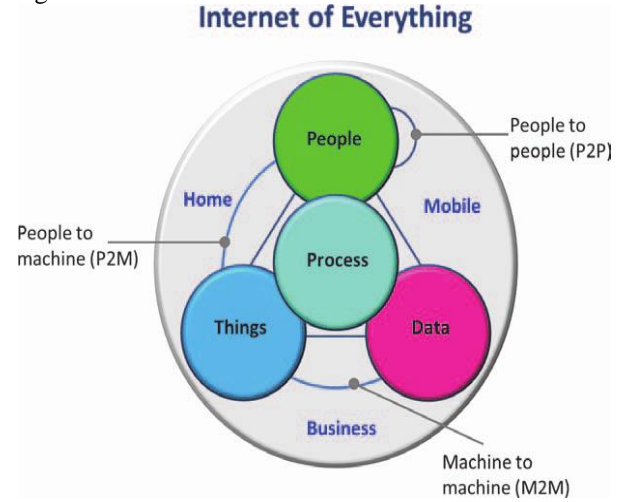 Internet of Everything
People
People to
people (P2P)
Home
Mobile
People to
machine (P2M)
Process
Things
Data
Business
Machine to
machine (M2M)